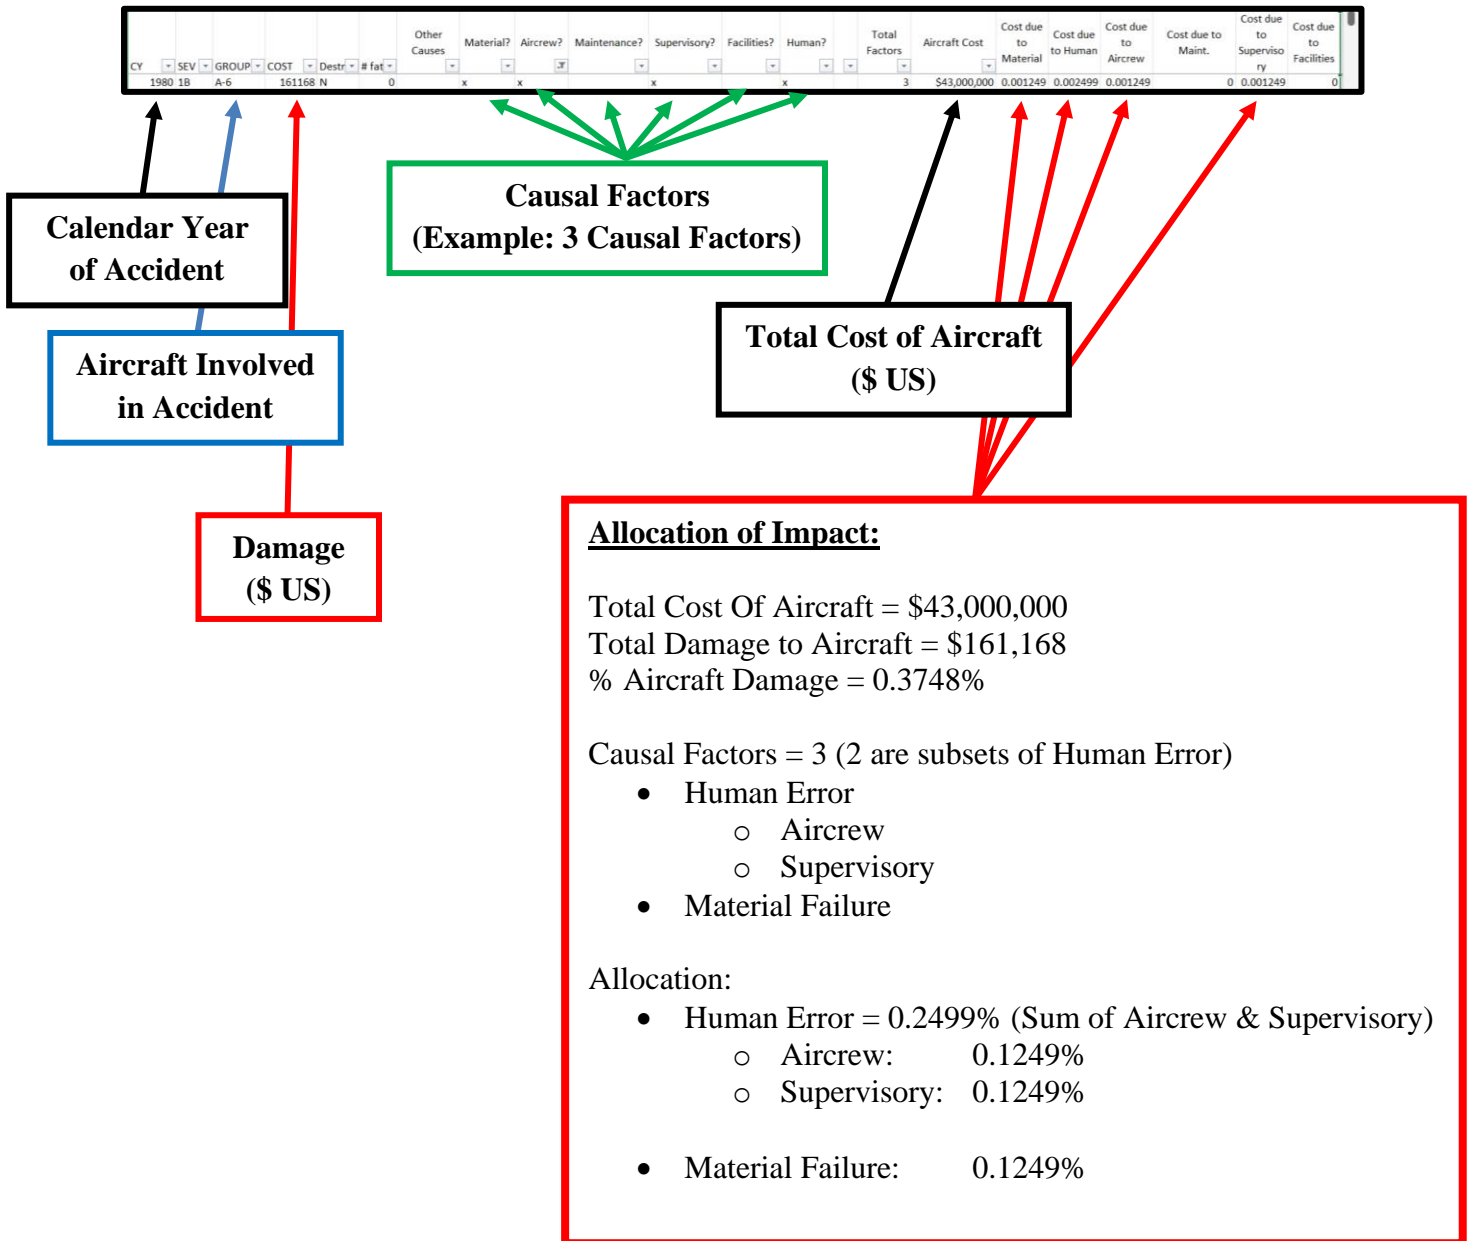 CY SEV GROUP COST Destr # fat Other Causes Material? Aircrew? Maintenance? Supervisory? Facilities? Human? Total Factors Aircraft Cost Cost due to Material Cost due to Human Cost due to Aircrew Cost due to Maint. Cost due to Superviso ry Cost due to Facilities
1980 1B A-6 161168 N 0 x x x x 3 $43,000,000 0.001249 0.002499 0.001249 0 0.001249 0
Calendar Year
of Accident
Causal Factors
(Example: 3 Causal Factors)
Total Cost of Aircraft
($ US)
Aircraft Involved
in Accident
Damage
($ US)
Allocation of Impact:
Total Cost Of Aircraft = $43,000,000
Total Damage to Aircraft = $161,168
% Aircraft Damage = 0.3748%
Causal Factors = 3 (2 are subsets of Human Error)
• Human Error
o Aircrew
o Supervisory
• Material Failure
Allocation:
• Human Error = 0.2499% (Sum of Aircrew & Supervisory)
o Aircrew: 0.1249%
o Supervisory: 0.1249%
• Material Failure: 0.1249%